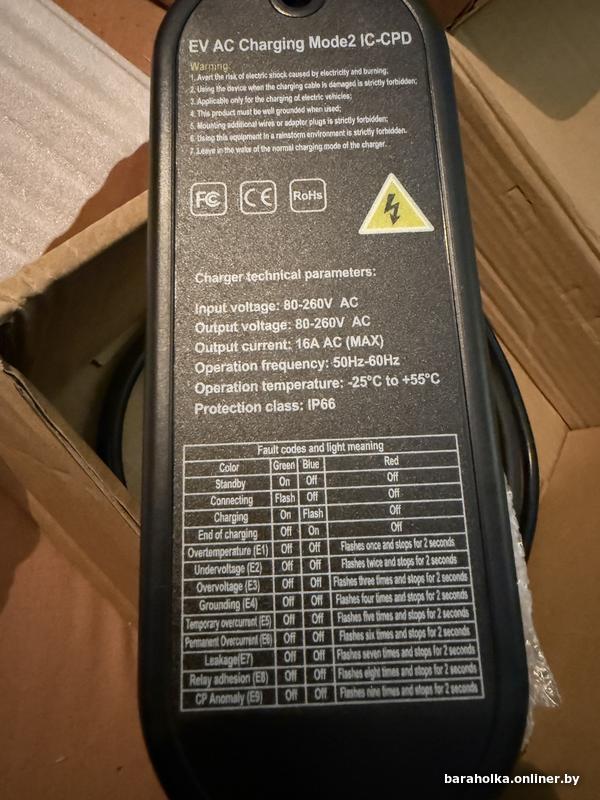 EV AC Charging Mode2 IC-CPD
Warning:
1. Avert the risk of electric shock caused by electricity and burning;
2. Using the device when the charging cable is damaged is strictly forbidden;
3. Applicable only for the charging of electric vehicles;
4. This product must be well grounded when used;
5. Mounting additional wires or adapter plugs is strictly forbidden;
6. Using this equipment in a rainstorm environment is strictly forbidden.
7. Leave in the wake of the normal charging mode of the charger.
FC CE RoHs
Charger technical parameters:
Input voltage: 80-260V AC
Output voltage: 80-260V AC
Output current: 16A AC (MAX)
Operation frequency: 50Hz-60Hz
Operation temperature: -25°C to +55°C
Protection class: IP66
Fault codes and light meaning
Color Green Blue Red
Standby On Off Off
Connecting Flash Off Off
Charging On Flash Off
End of charging Off On Off
Overtemperature (E1) Off Off Flashes once and stops for 2 seconds
Undervoltage (E2) Off Off Flashes twice and stops for 2 seconds
Overvoltage (E3) Off Off Flashes three times and stops for 2 seconds
Grounding (E4) Off Off Flashes four times and stops for 2 seconds
Temporary overcurrent (E5) Off Off Flashes five times and stops for 2 seconds
Permanent Overcurrent (E6) Off Off Flashes six times and stops for 2 seconds
Leakage(E7) Off Off Flashes seven times and stops for 2 seconds
Relay adhesion (E8) Off Off Flashes eight times and stops for 2 seconds
CP Anomaly (E9) Off Off Flashes nine times and stops for 2 seconds
baraholka.onliner.by